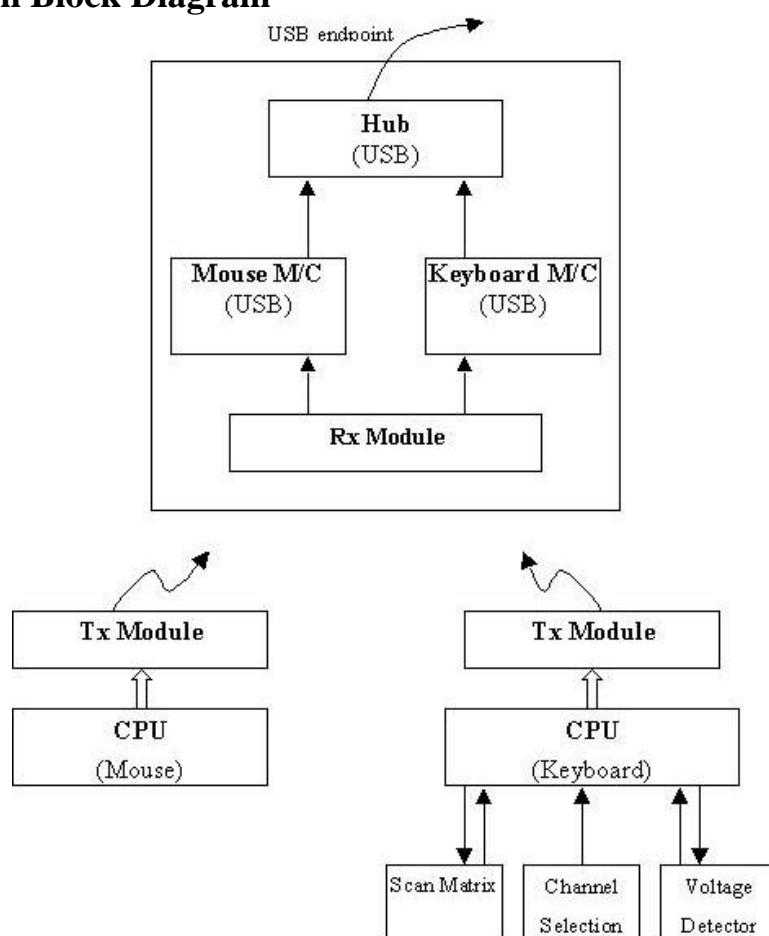 Block Diagram
USB endpoint
Hub
(USB)
Mouse M/C
(USB)
Keyboard M/C
(USB)
Rx Module
Tx Module
Tx Module
CPU
(Mouse)
CPU
(Keyboard)
Scan Matrix
Channel
Selection
Voltage
Detector